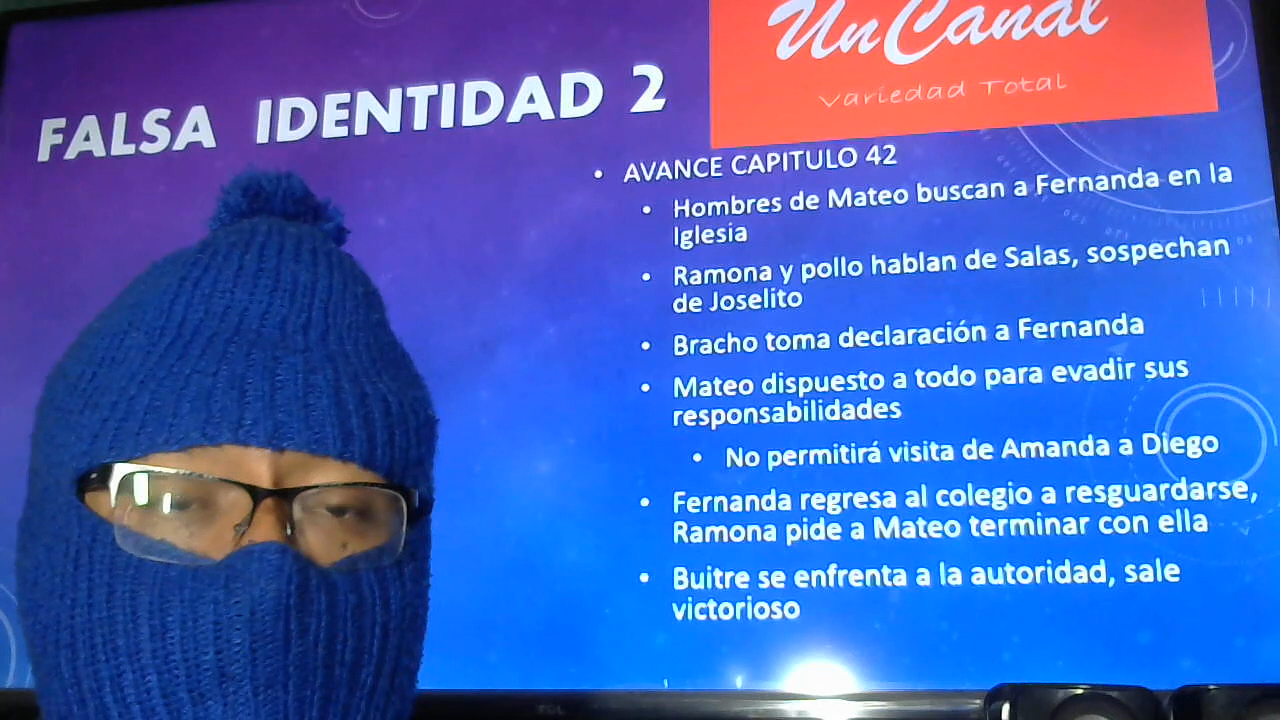 FALSA IDENTIDAD 2
UnCanal
Variedad Total
• AVANCE CAPITULO 42
• Hombres de Mateo buscan a Fernanda en la
Iglesia
• Ramona y pollo hablan de Salas, sospechan
de Joselito
• Bracho toma declaración a Fernanda
• Mateo dispuesto a todo para evadir sus
responsabilidades
• No permitirá visita de Amanda a Diego
• Fernanda regresa al colegio a resguardarse,
Ramona pide a Mateo terminar con ella
• Buitre se enfrenta a la autoridad, sale
victorioso
TCL